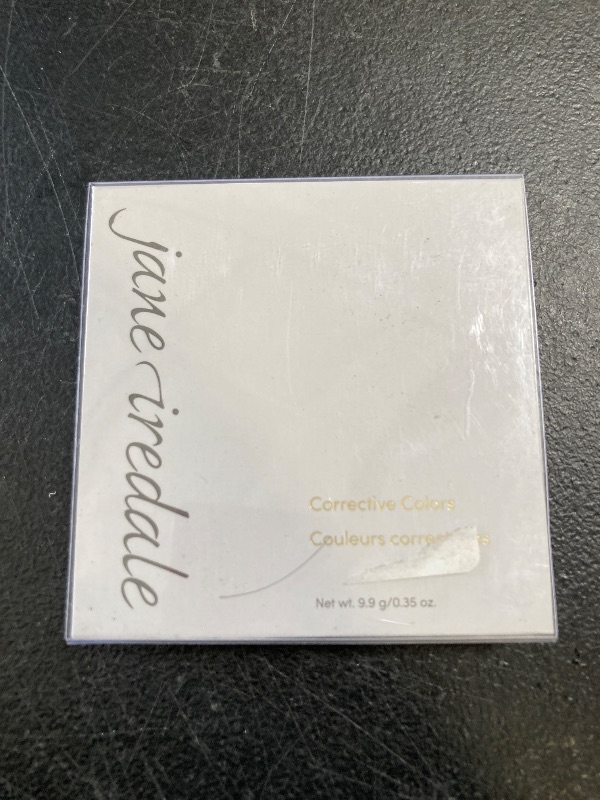 jane iredale
Corrective Colors
Couleurs
Net wt. 9.9 g/0.35 oz.